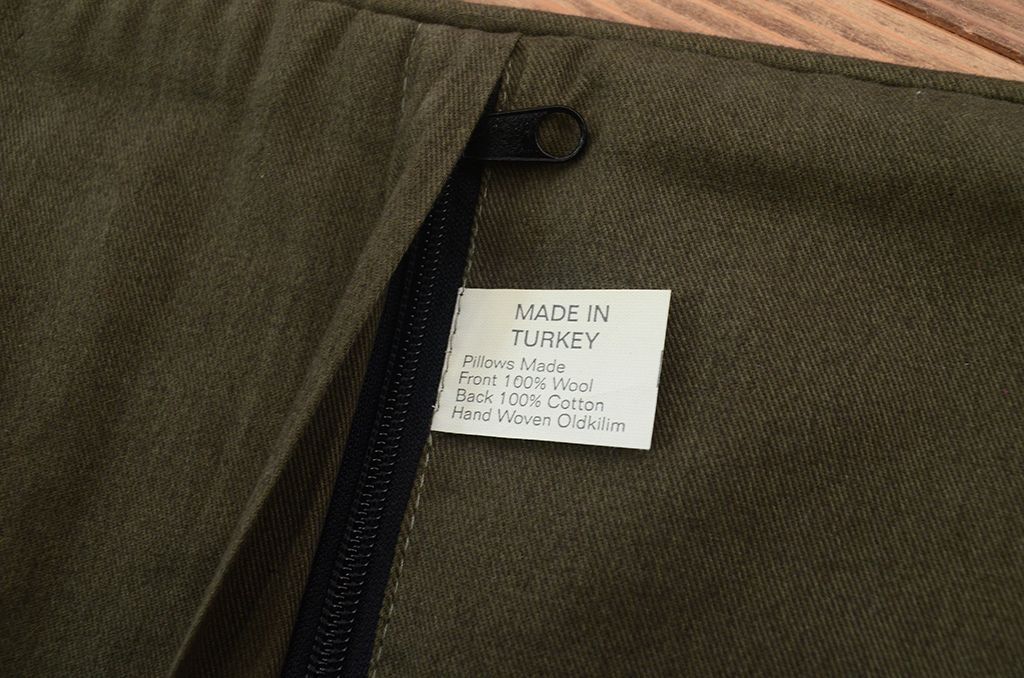 MADE IN
TURKEY
Pillows Made
Front 100% Wool
Back 100% Cotton
Hand Woven Oldkilim